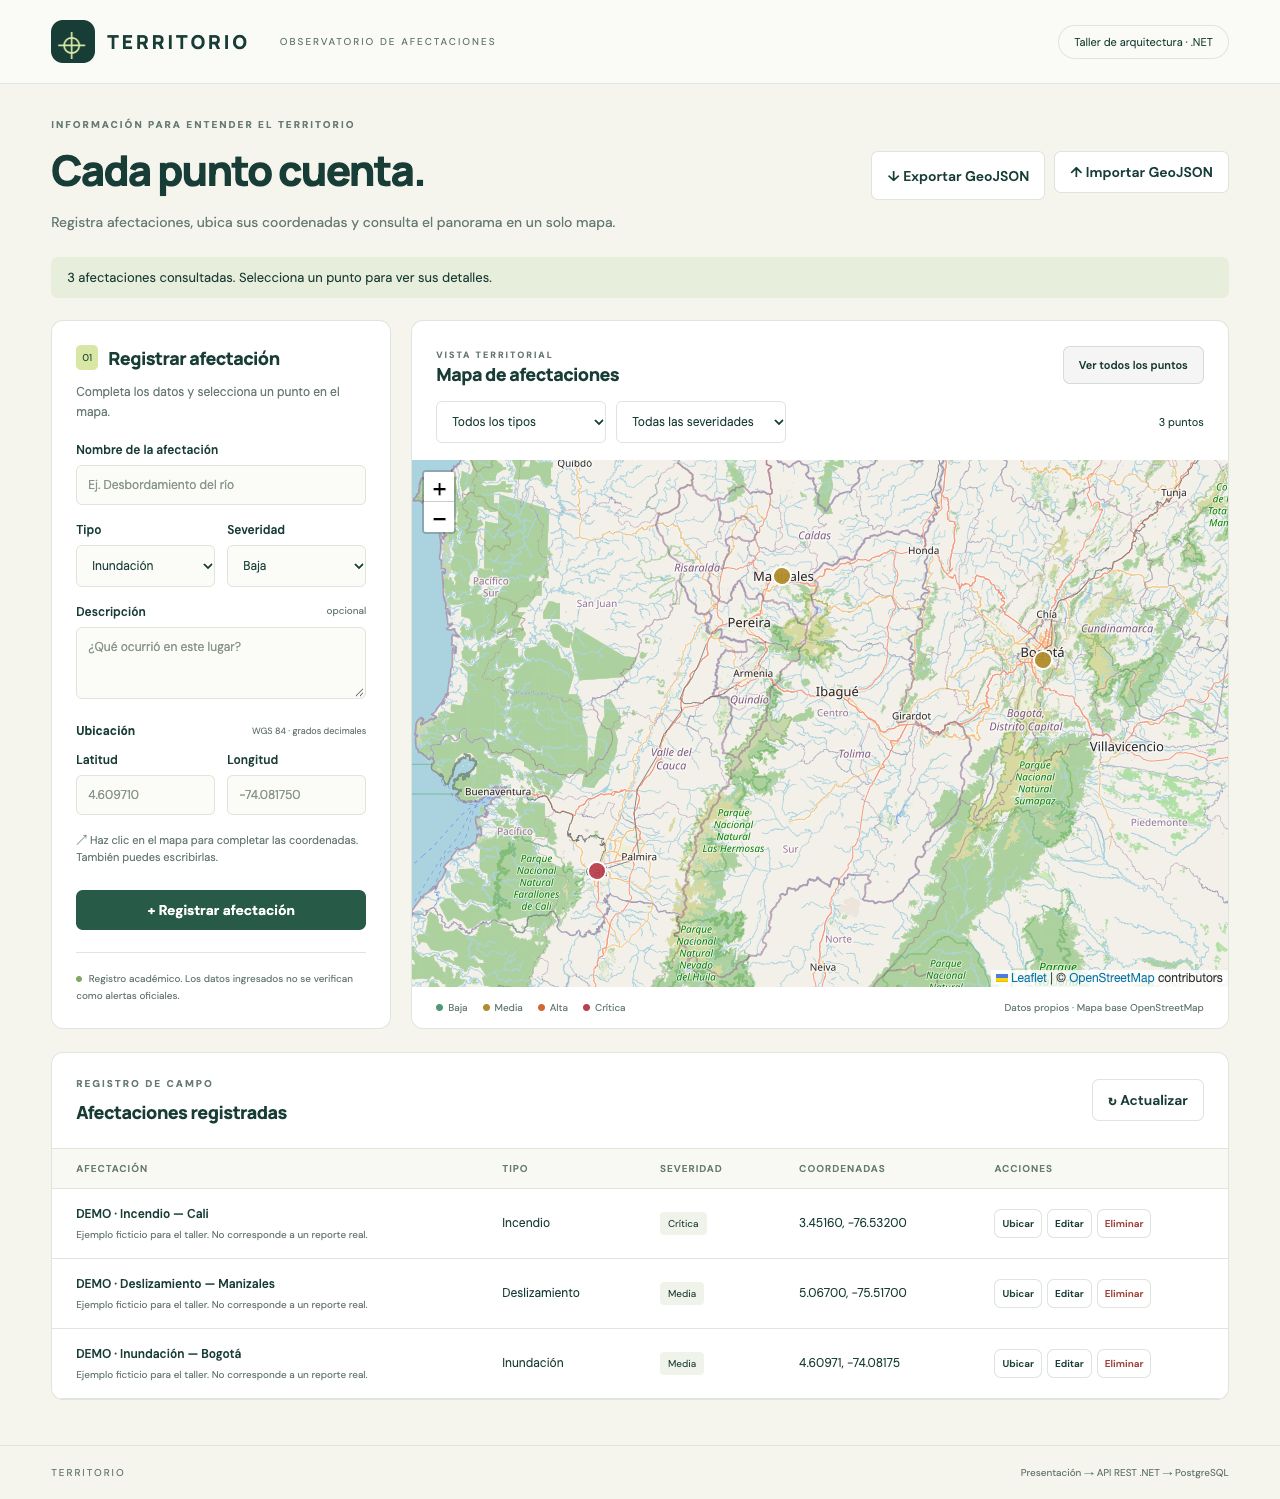 TERRITORIO
OBSERVATORIO DE AFECTACIONES
Taller de arquitectura · .NET
INFORMACIÓN PARA ENTENDER EL TERRITORIO
Cada punto cuenta.
↓ Exportar GeoJSON
↑ Importar GeoJSON
Registra afectaciones, ubica sus coordenadas y consulta el panorama en un solo mapa.
3 afectaciones consultadas. Selecciona un punto para ver sus detalles.
01 Registrar afectación
Completa los datos y selecciona un punto en el
mapa.
Nombre de la afectación
Ej. Desbordamiento del río
Tipo
Severidad
Inundación
Baja
Descripción
opcional
¿Qué ocurrió en este lugar?
Ubicación
WGS 84 · grados decimales
Latitud
Longitud
4.609710
-74.081750
↗ Haz clic en el mapa para completar las coordenadas.
También puedes escribirlas.
+ Registrar afectación
Registro académico. Los datos ingresados no se verifican
como alertas oficiales.
VISTA TERRITORIAL
Mapa de afectaciones
Ver todos los puntos
Todos los tipos
Todas las severidades
3 puntos
+
−
Quibdó
Tunja
Caldas
Honda
Risaralda
Pacífico
Sur
San Juan
Chía
Pereira
Cundinamarca
Armenia
Quindío
Ibagué
Centro
Girardot
Bogotá,
Distrito Capital
Tolima
Villavicencio
Valle del
Cauca
Parque
Nacional
Natural
Sumapaz
Buenaventura
Pacífico
Parque
Nacional
Natural
Las Hermosas
Sur
Piedemonte
Palmira
Parque
Nacional
Natural
Farallones
de Cali
Parque
Nacional
Natural
Nevado
del Huila
Norte
Neiva
Parque
Nacional
Natural
Parque
Leaflet | © OpenStreetMap contributors
Baja
Media
Alta
Crítica
Datos propios · Mapa base OpenStreetMap
REGISTRO DE CAMPO
Afectaciones registradas
↻ Actualizar
AFECTACIÓN
TIPO
SEVERIDAD
COORDENADAS
ACCIONES
DEMO · Incendio — Cali
Ejemplo ficticio para el taller. No corresponde a un reporte real.
Incendio
Crítica
3.45160, -76.53200
Ubicar
Editar
Eliminar
DEMO · Deslizamiento — Manizales
Ejemplo ficticio para el taller. No corresponde a un reporte real.
Deslizamiento
Media
5.06700, -75.51700
Ubicar
Editar
Eliminar
DEMO · Inundación — Bogotá
Ejemplo ficticio para el taller. No corresponde a un reporte real.
Inundación
Media
4.60971, -74.08175
Ubicar
Editar
Eliminar
TERRITORIO
Presentación → API REST .NET → PostgreSQL